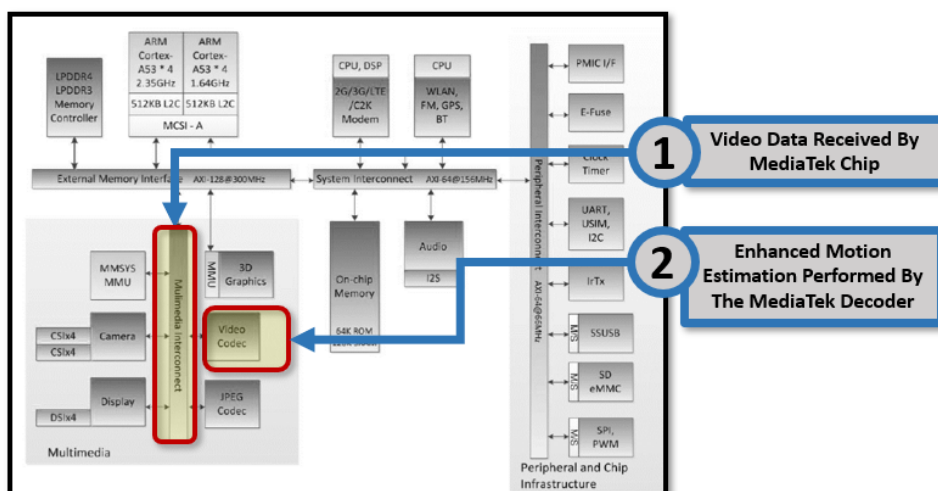 LPDDR4
LPDDR3
Memory
Controller
ARM
Cortex-
A53 * 4
2.35GHz
ARM
Cortex-
A53 * 4
1.64GHz
512KB L2C
512KB L2C
MCSI - A
CPU, DSP
2G/3G/LTE
/C2K
Modem
CPU
WLAN,
FM, GPS,
BT
PMIC I/F
E-Fuse
Clock
Timer
UART,
USIM,
I2C
IrTx
M/S
SSUSB
M/S
SD
eMMC
M/S
SPI,
PWM
Peripheral Interconnect AXI-64@66MHz
Peripheral and Chip
Infrastructure
External Memory Interface AXI-128@300MHz
System Interconnect AXI-64@156MHz
MMSYS
MMU
Mulimedia Interconnect
MMU
3D
Graphics
CSIx4
CSIx4
Camera
Video
Codec
Display
DSIx4
JPEG
Codec
Multimedia
On-chip
Memory
64K ROM
Audio
I2S
1
Video Data Received By
MediaTek Chip
2
Enhanced Motion
Estimation Performed By
The MediaTek Decoder